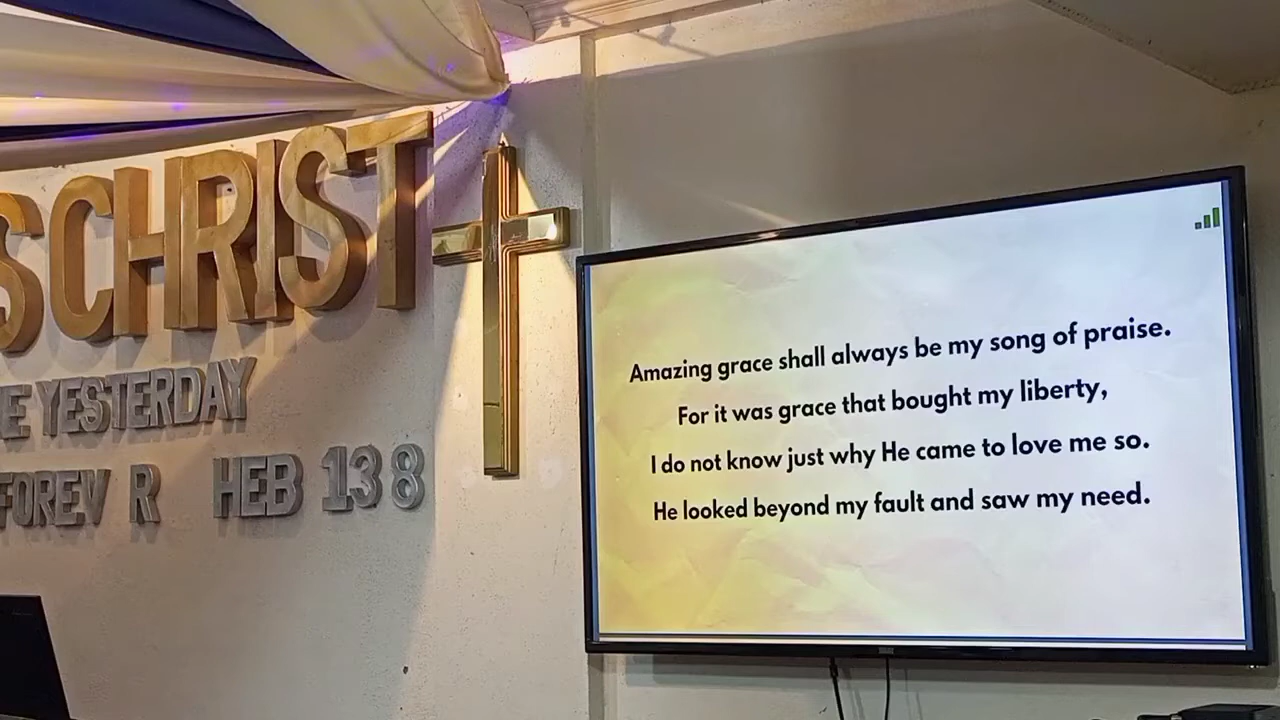 SCHRIST
E YESTERDAY
FOREV R HEB 13 8
Amazing grace shall always be my song of praise.
For it was grace that bought my liberty,
I do not know just why He came to love me so.
He looked beyond my fault and saw my need.